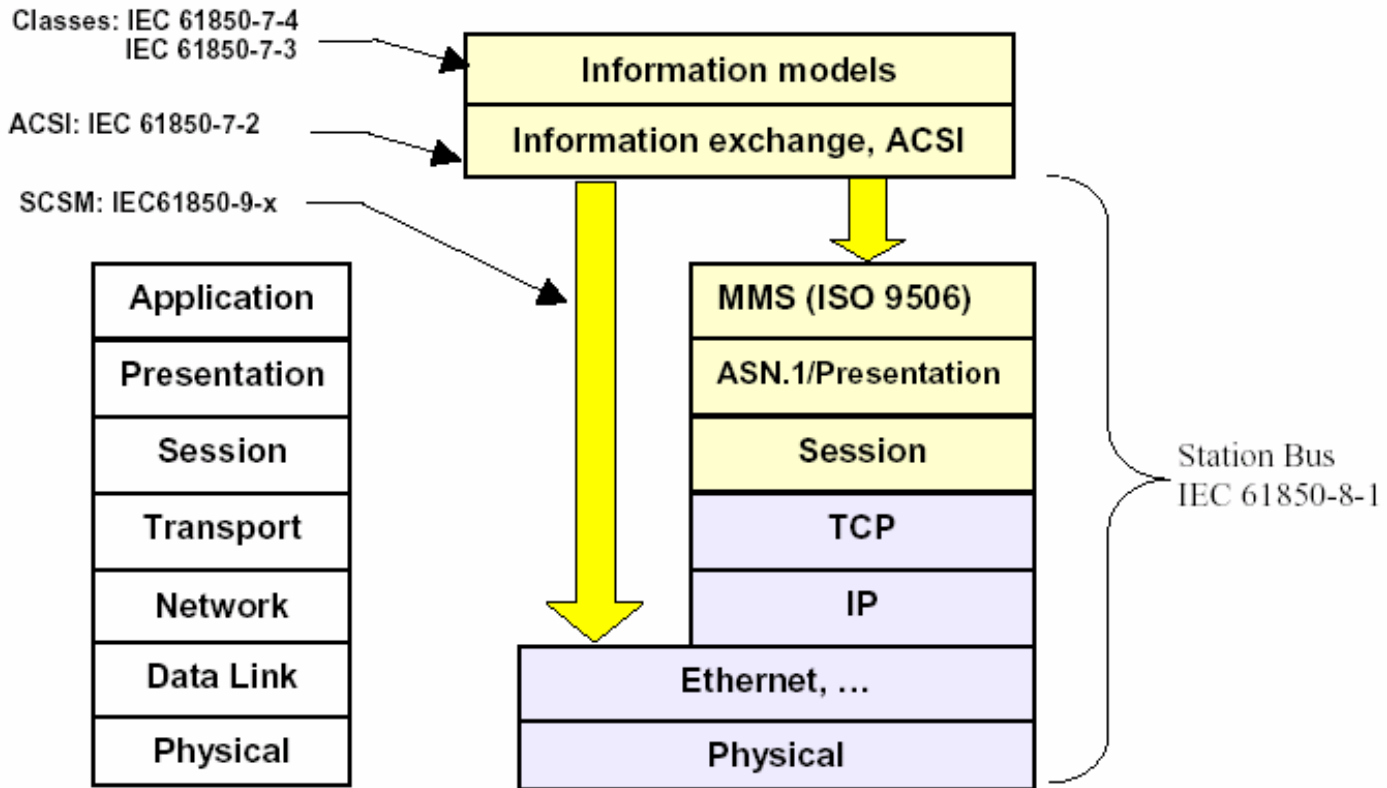 Classes: IEC 61850-7-4
IEC 61850-7-3
Information models
ACSI: IEC 61850-7-2
Information exchange, ACSI
SCSM: IEC61850-9-x
Application
Presentation
Session
Transport
Network
Data Link
Physical
MMS (ISO 9506)
ASN.1/Presentation
Session
TCP
IP
Ethernet, …
Physical
Station Bus
IEC 61850-8-1